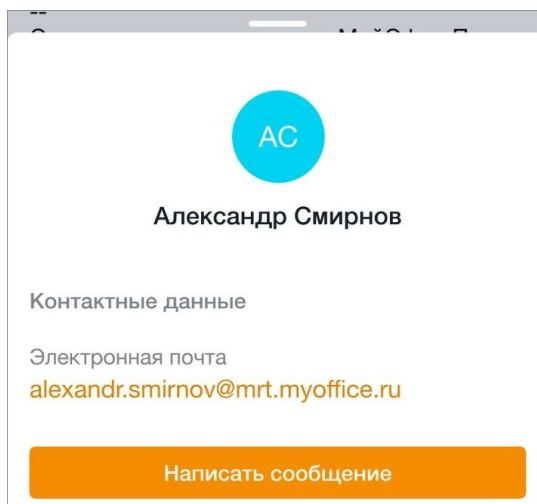 АС
Александр Смирнов
Контактные данные
Электронная почта
alexandr.smirnov@mrt.myoffice.ru
Написать сообщение